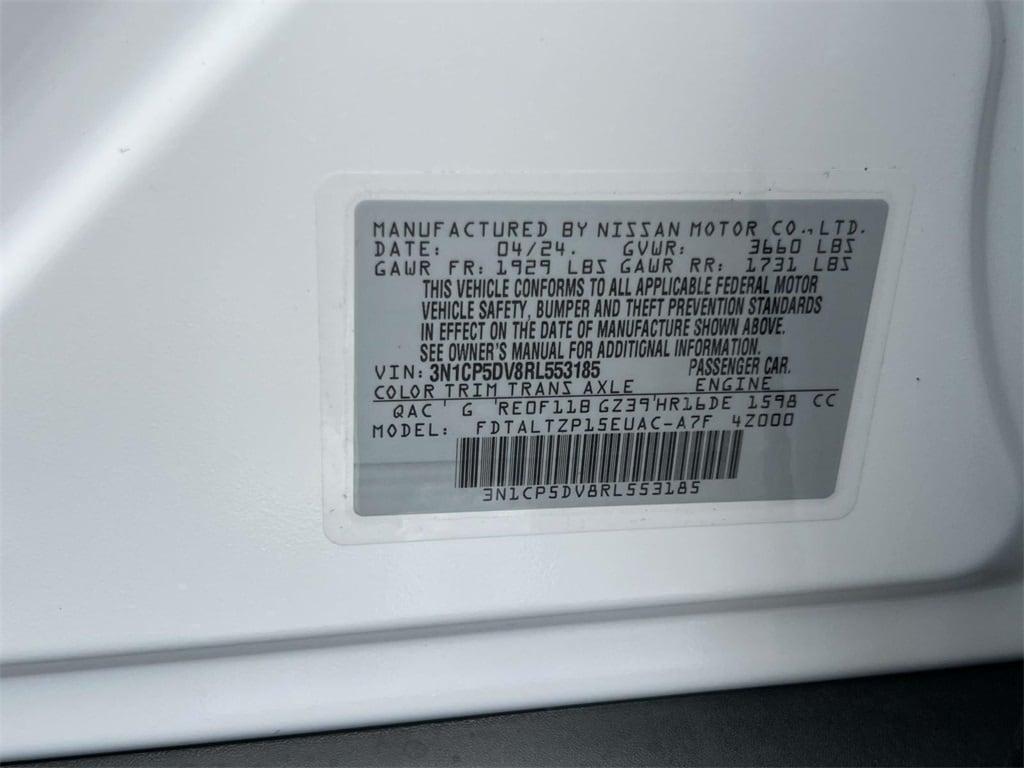 MANUFACTURED BY NISSAN MOTOR CO., LTD.
DATE: 04/24. GVWR: 3660 LBS
GAWR FR: 1929 LBS GAWR RR: 1731 LBS
THIS VEHICLE CONFORMS TO ALL APPLICABLE FEDERAL MOTOR
VEHICLE SAFETY, BUMPER AND THEFT PREVENTION STANDARDS
IN EFFECT ON THE DATE OF MANUFACTURE SHOWN ABOVE.
SEE OWNER'S MANUAL FOR ADDITIONAL INFORMATION.
VIN: 3N1CP5DV8RL553185 PASSENGER CAR.
COLOR TRIM TRANS AXLE ENGINE
QAC G RE0F11B GZ39 HR16DE 1598 CC
MODEL: FDTALTZP15EUAC-A7F 4Z000
3N1CP5DV8RL553185